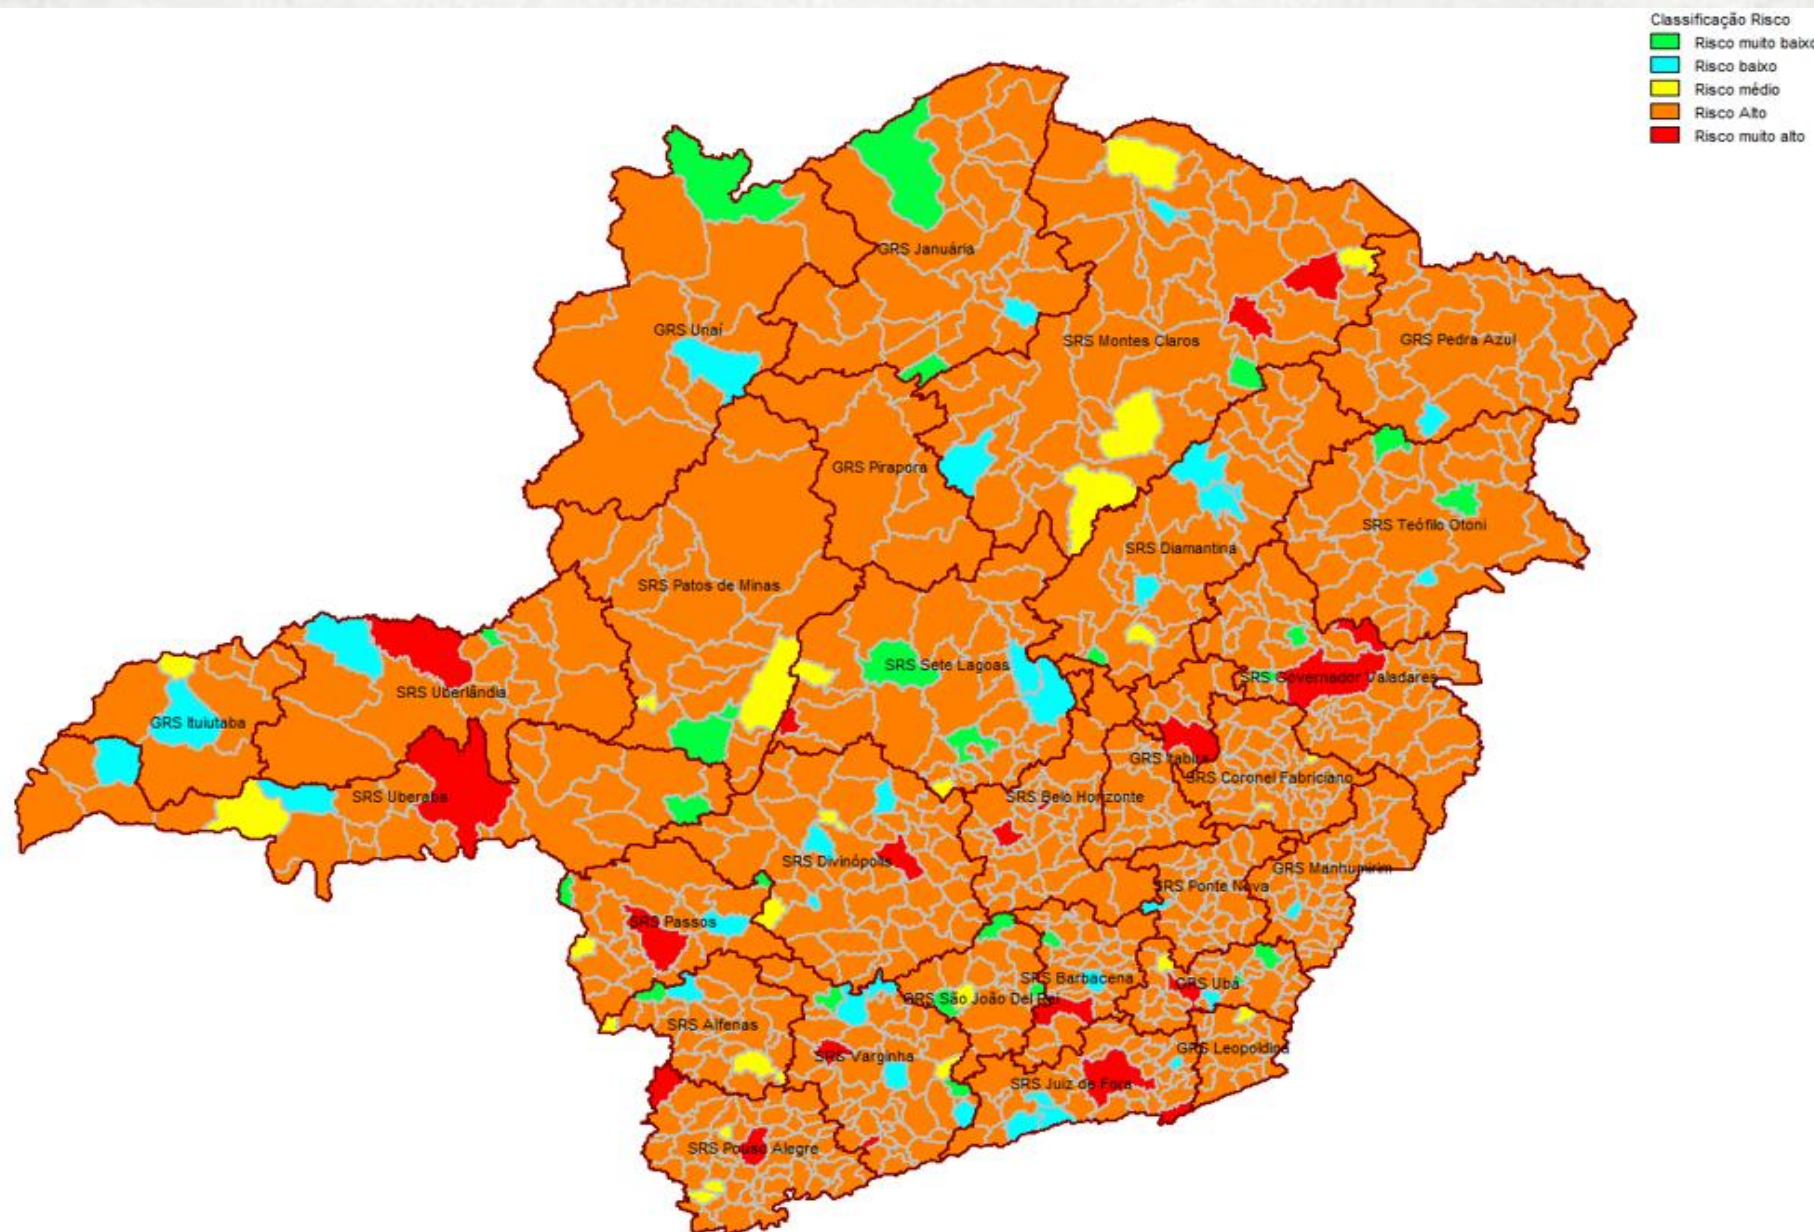 Classificação Risco
Risco muito baixo
Risco baixo
Risco médio
Risco Alto
Risco muito alto
GRS Januária
GRS Unaí
SRS Montes Claros
GRS Pedra Azul
GRS Pirapora
SRS Teófilo Otoni
SRS Diamantina
SRS Patos de Minas
SRS Sete Lagoas
SRS Governador Valadares
SRS Uberlândia
GRS Ituiutaba
GRS Itabira
SRS Coronel Fabriciano
SRS Uberaba
SRS Belo Horizonte
SRS Divinópolis
GRS Manhumirim
SRS Ponte Nova
SRS Passos
SRS Barbacena
GRS Ubá
GRS São João Del Rei
SRS Alfenas
GRS Leopoldina
SRS Varginha
SRS Juiz de Fora
SRS Pouso Alegre